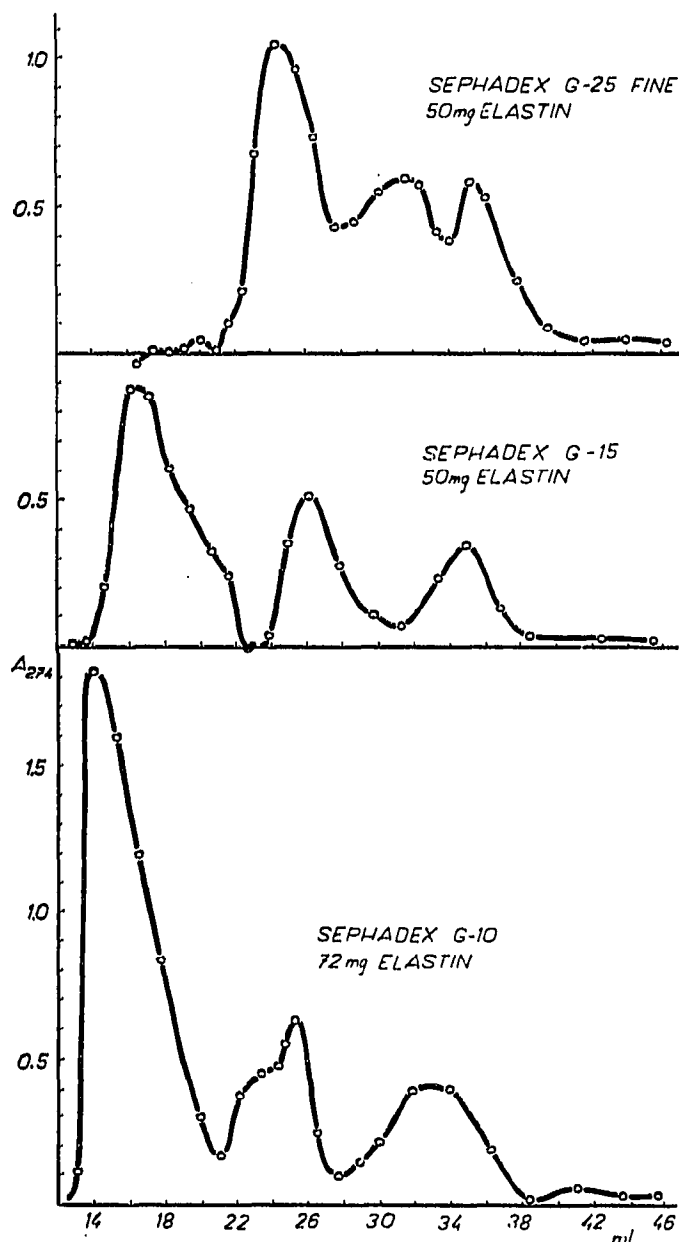 1.0
SEPHADEX G-25 FINE
50mg ELASTIN
0.5
SEPHADEX G-15
50mg ELASTIN
0.5
A274
1.5
1.0
SEPHADEX G-10
72mg ELASTIN
0.5
14 18 22 26 30 34 38 42 46
ml